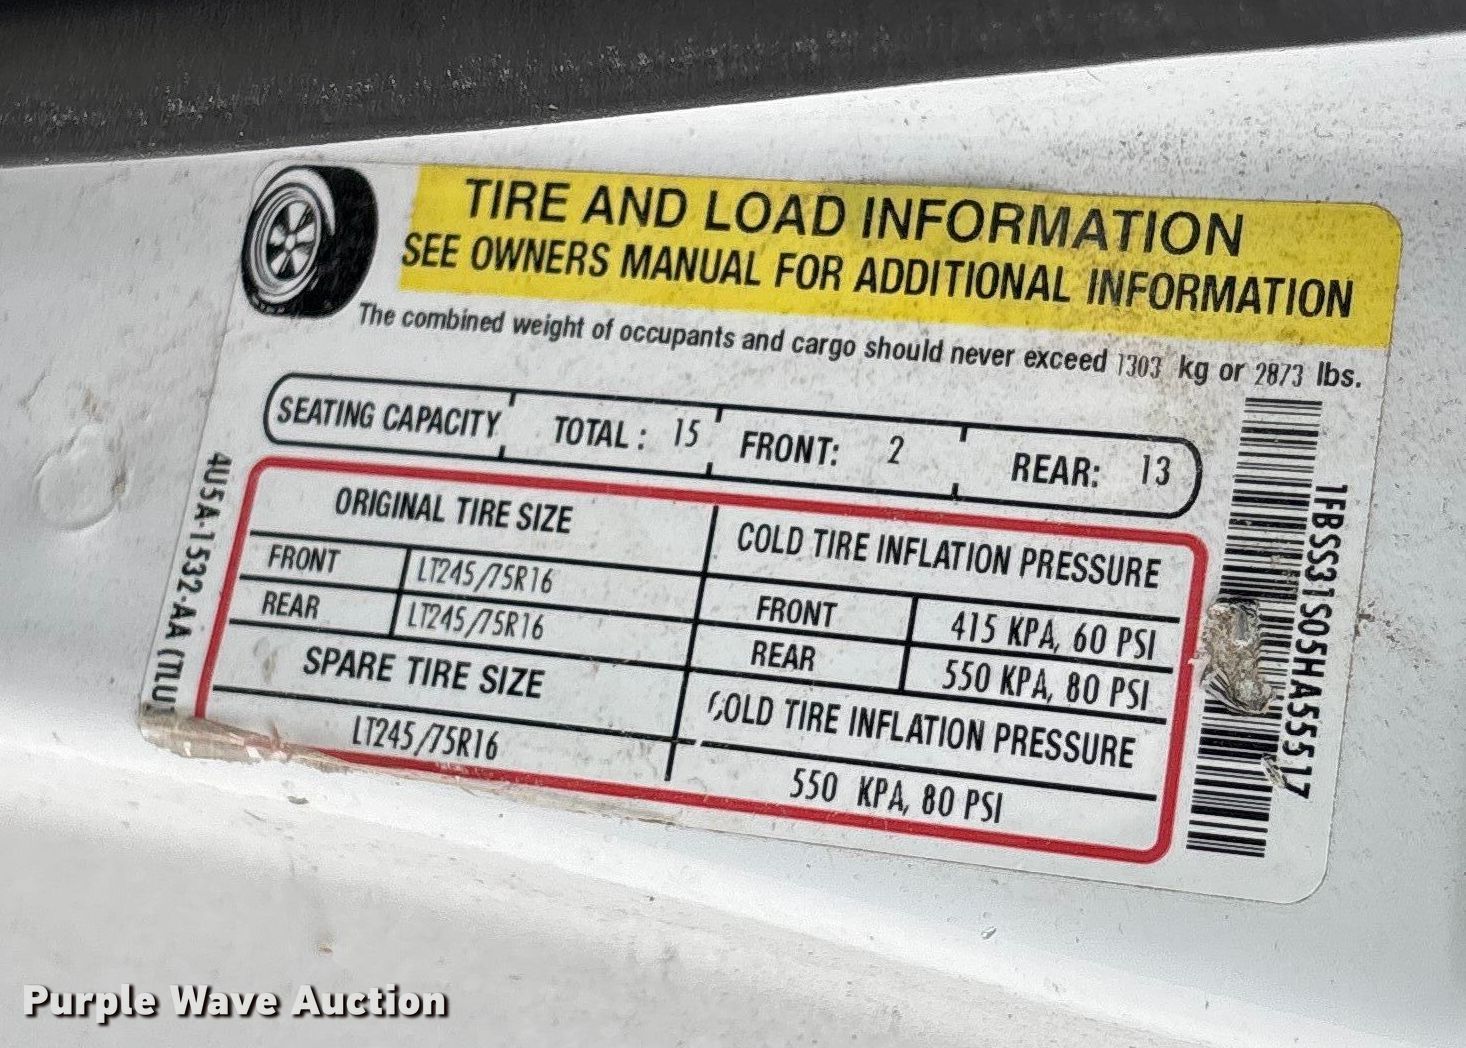 TIRE AND LOAD INFORMATION
SEE OWNERS MANUAL FOR ADDITIONAL INFORMATION
The combined weight of occupants and cargo should never exceed 1303 kg or 2873 lbs.
SEATING CAPACITY TOTAL: 15 FRONT: 2 REAR: 13
ORIGINAL TIRE SIZE COLD TIRE INFLATION PRESSURE
FRONT LT245/75R16 FRONT 415 KPA, 60 PSI
REAR LT245/75R16 REAR 550 KPA, 80 PSI
SPARE TIRE SIZE COLD TIRE INFLATION PRESSURE
LT245/75R16 550 KPA, 80 PSI
4U5A-1532-AA (TLU)
1FBSS31S05HA55517
Purple Wave Auction